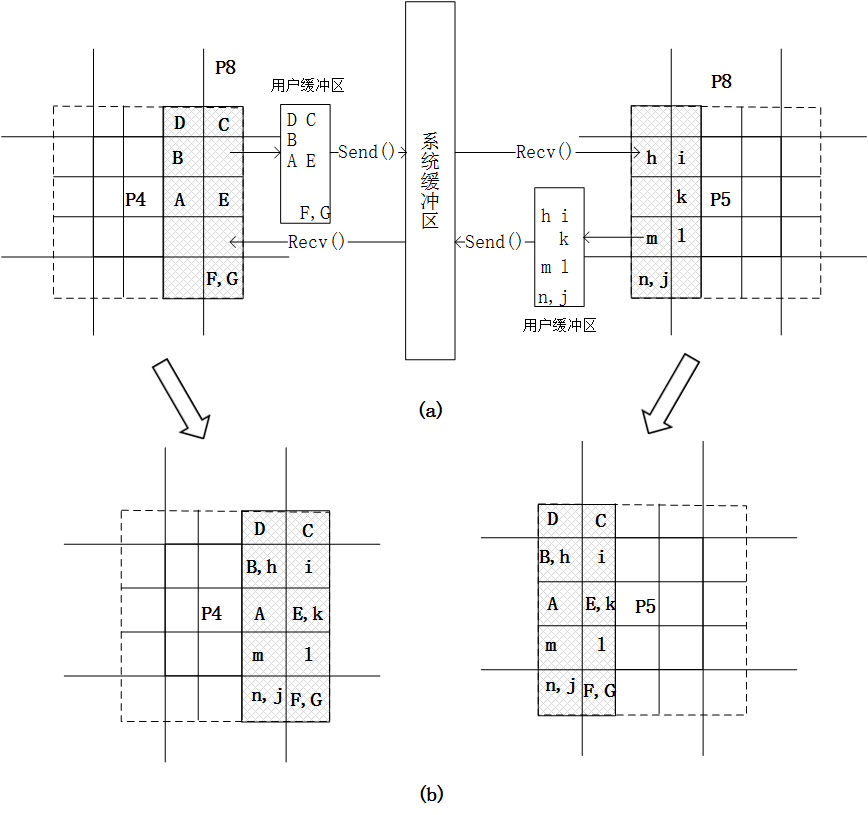 P8
用户缓冲区
D C
B
P4 A E
F,G
D C
B
A E
F,G
Send()
Recv()
系统缓冲区
Recv()
Send()
h i
k
m l
n,j
用户缓冲区
P8
h i
k P5
m l
n,j
(a)
D C
B,h i
P4 A E,k
m l
n,j F,G
D C
B,h i
A E,k P5
m l
n,j F,G
(b)